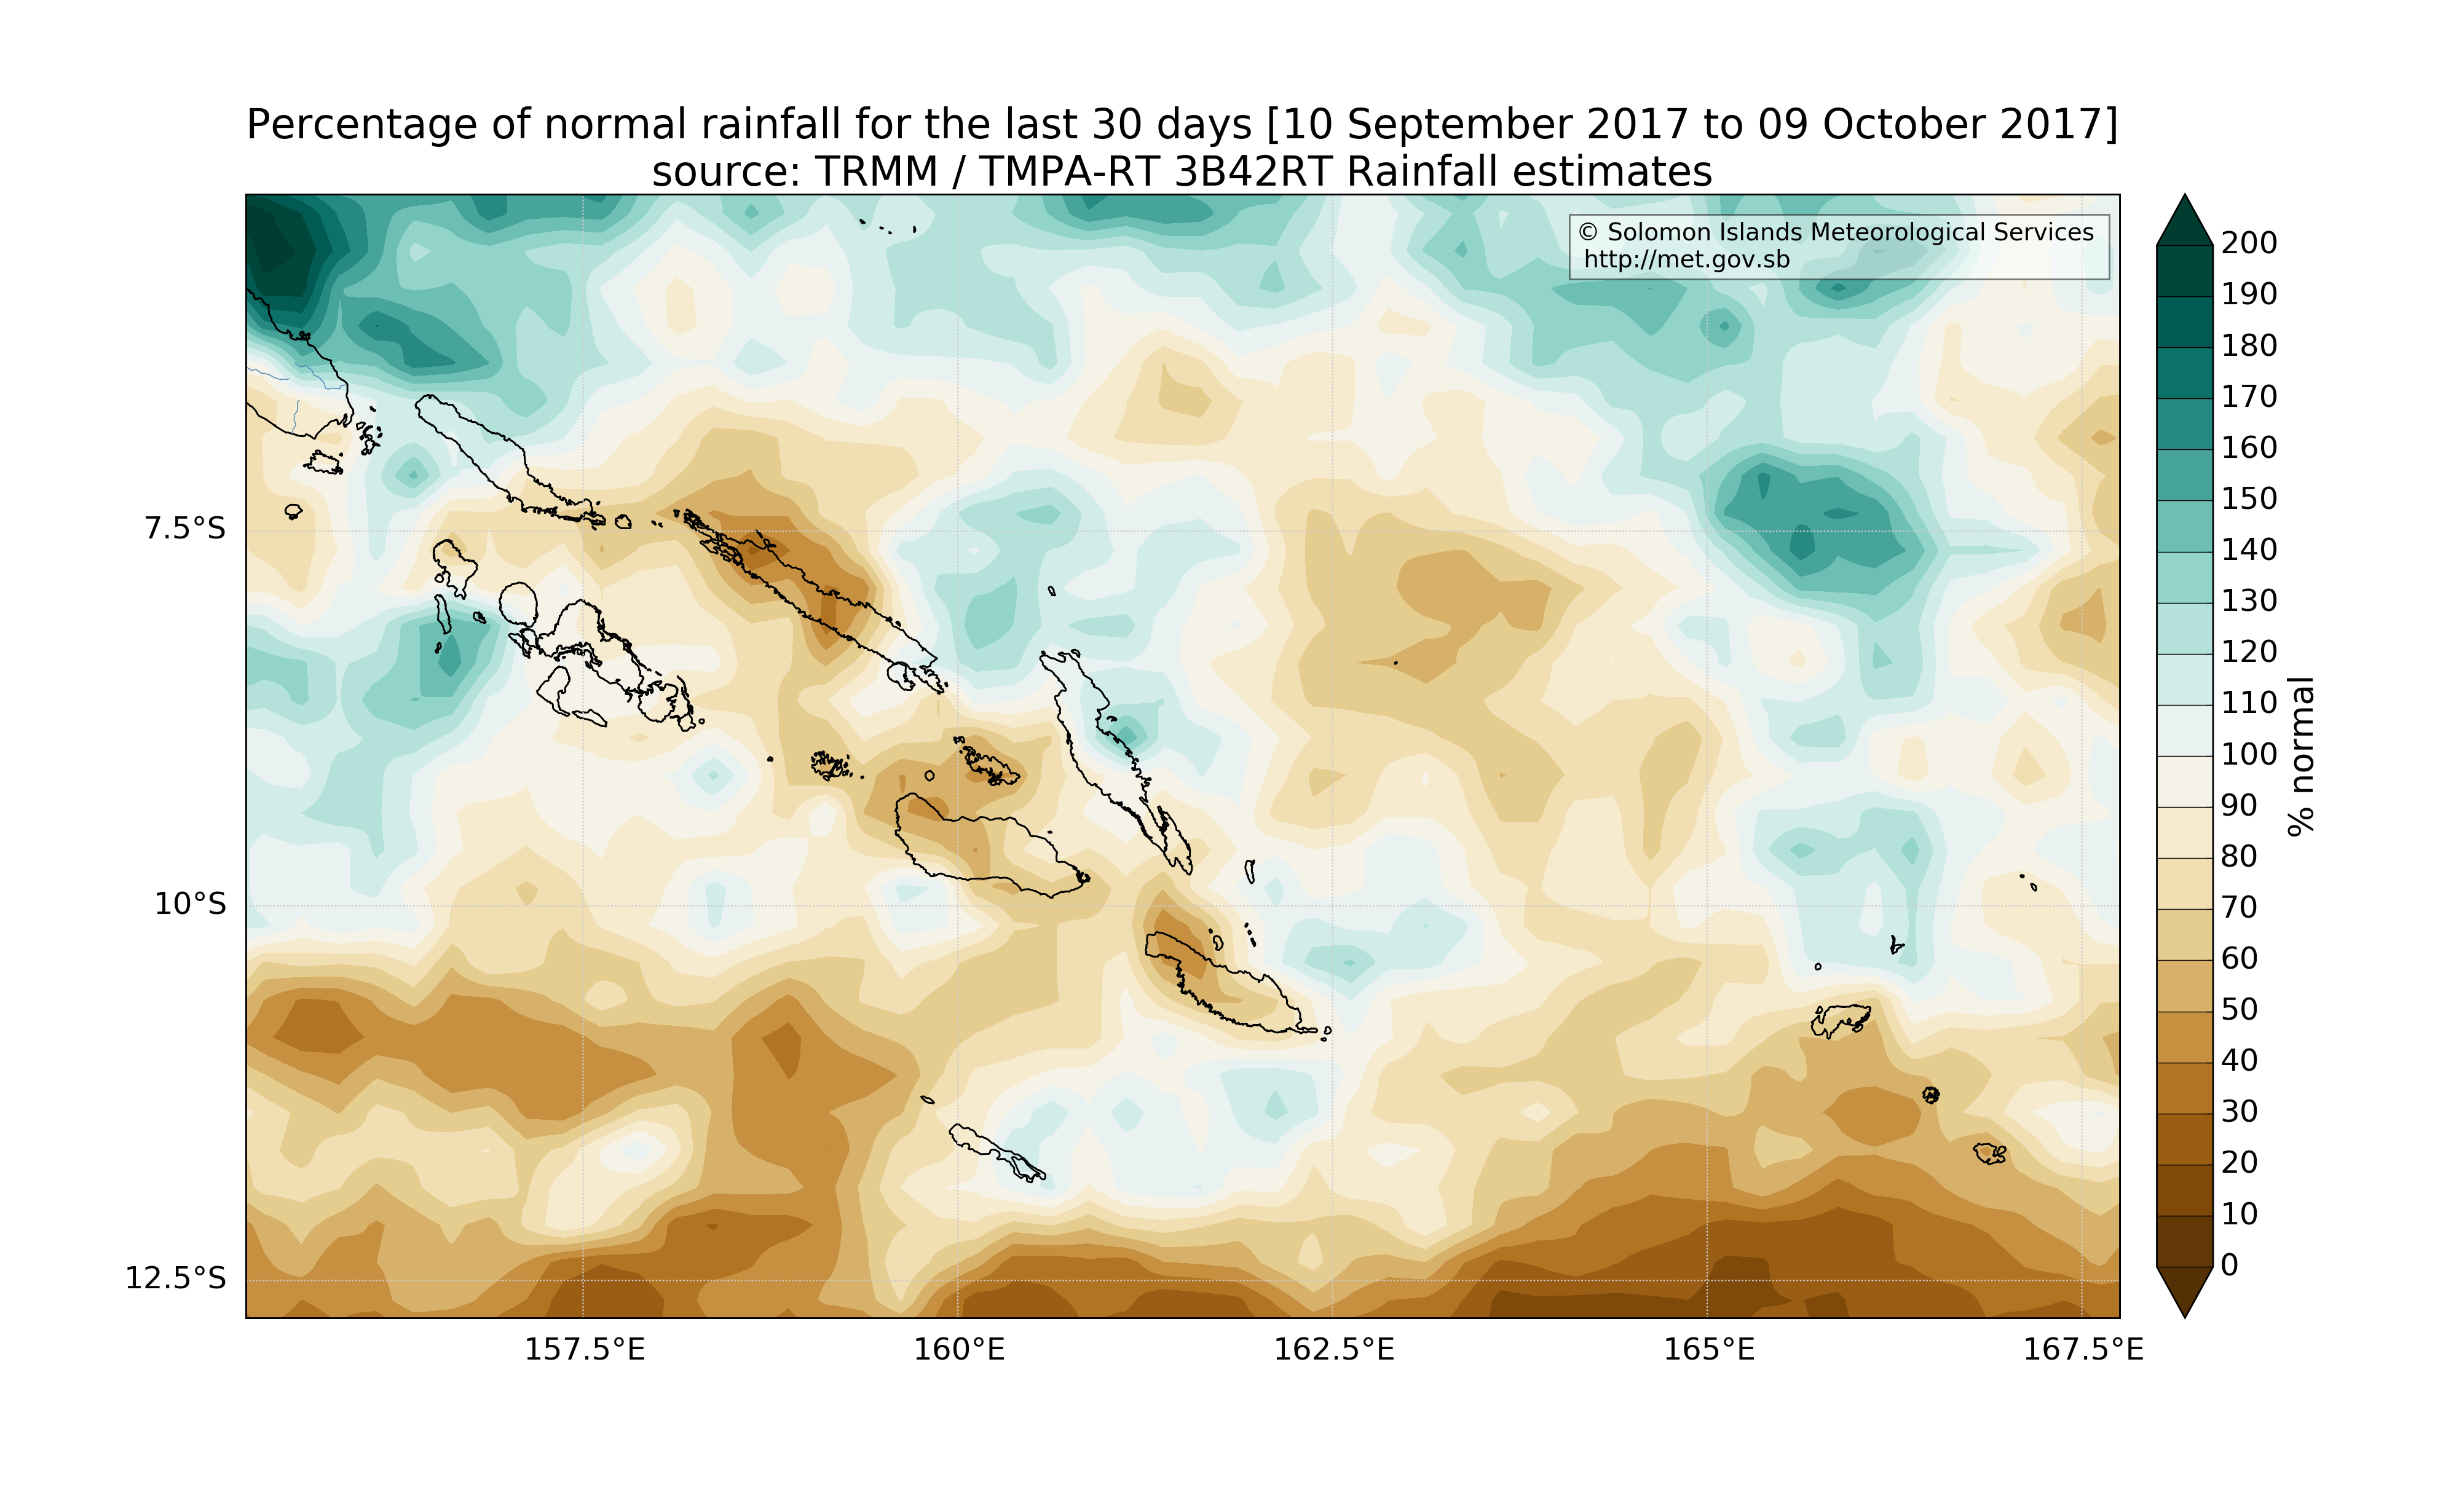 Percentage of normal rainfall for the last 30 days [10 September 2017 to 09 October 2017]
source: TRMM / TMPA-RT 3B42RT Rainfall estimates
© Solomon Islands Meteorological Services
http://met.gov.sb
7.5°S
10°S
12.5°S
157.5°E
160°E
162.5°E
165°E
167.5°E
200
190
180
170
160
150
140
130
120
110
100
90
80
70
60
50
40
30
20
10
0
% normal